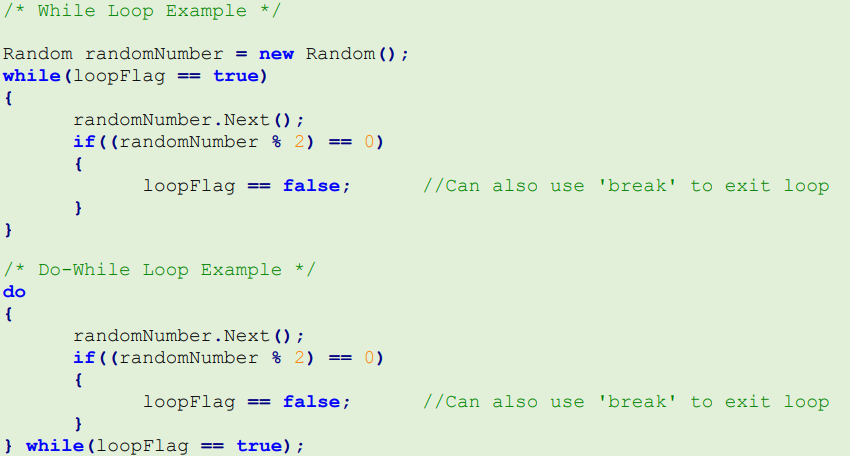 /* While Loop Example */
Random randomNumber = new Random();
while(loopFlag == true)
{
randomNumber.Next();
if((randomNumber % 2) == 0)
{
loopFlag == false; //Can also use 'break' to exit loop
}
}
/* Do-While Loop Example */
do
{
randomNumber.Next();
if((randomNumber % 2) == 0)
{
loopFlag == false; //Can also use 'break' to exit loop
}
} while(loopFlag == true);